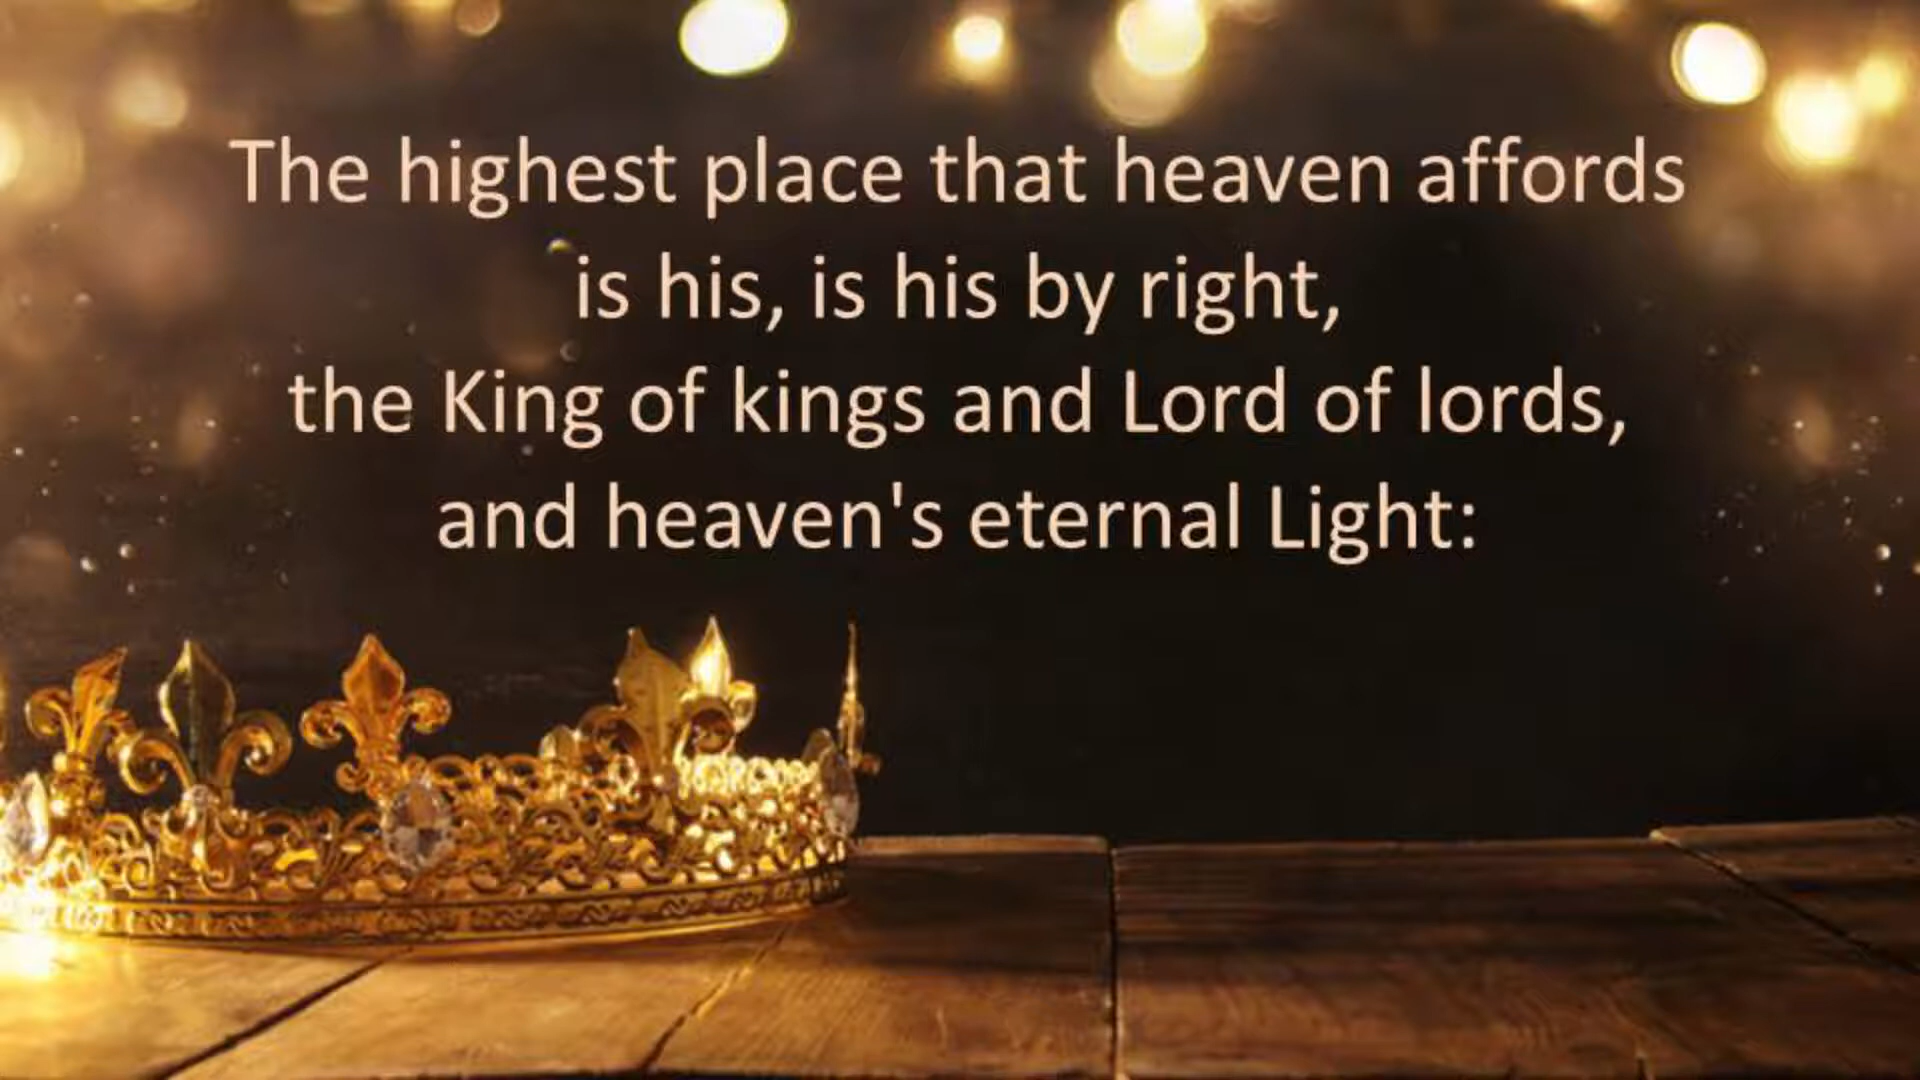 The highest place that heaven affords
is his, is his by right,
the King of kings and Lord of lords,
and heaven's eternal Light: